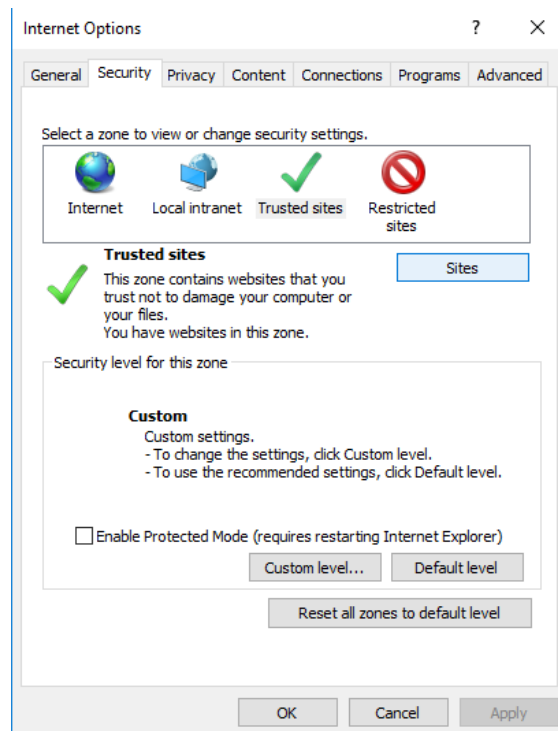 Internet Options ?
General Security Privacy Content Connections Programs Advanced
Select a zone to view or change security settings.
Internet Local intranet Trusted sites Restricted
sites
Trusted sites
Sites
This zone contains websites that you
trust not to damage your computer or
your files.
You have websites in this zone.
Security level for this zone
Custom
Custom settings.
- To change the settings, click Custom level.
- To use the recommended settings, click Default level.
Enable Protected Mode (requires restarting Internet Explorer)
Custom level... Default level
Reset all zones to default level
OK Cancel Apply